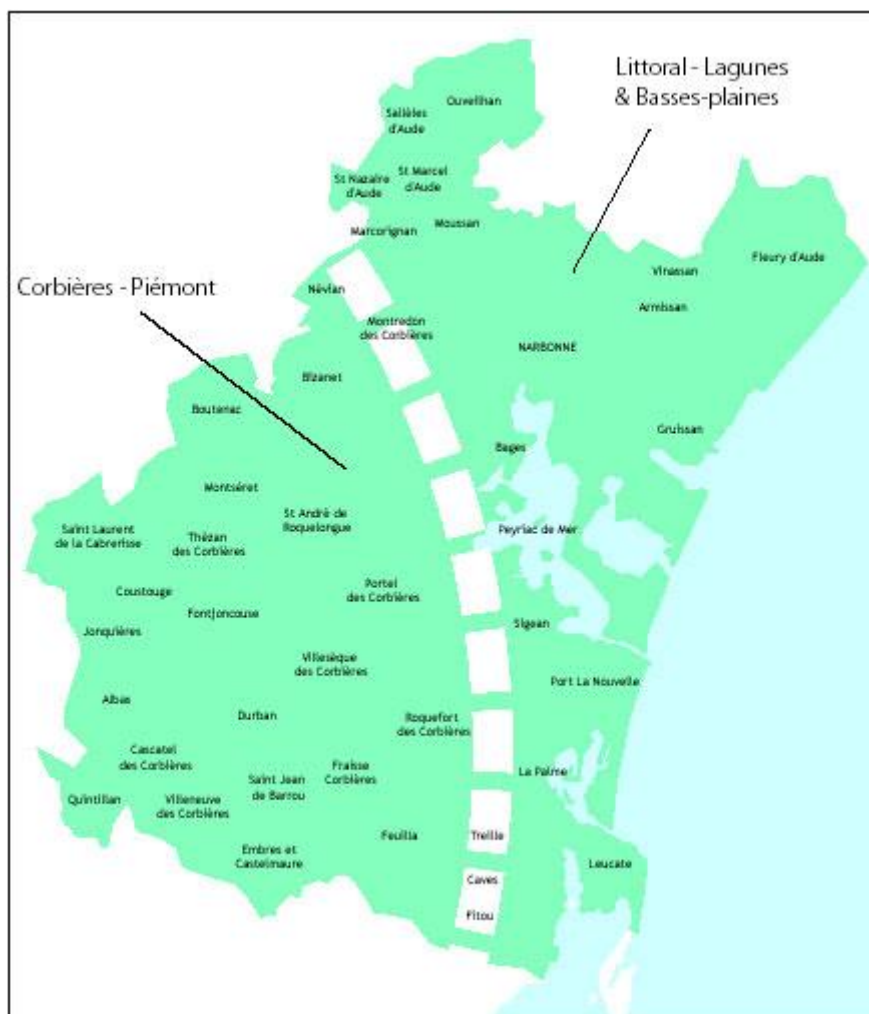 Littoral - Lagunes
& Basses-plaines
Ouveilhan
Sallèles
d'Aude
St Marcel
d'Aude
St Nazaire
d'Aude
Moussan
Marcorignan
Fleury d'Aude
Vinassan
Corbières - Piémont
Névian
Armissan
Montredon
des Corbières
NARBONNE
Bizanet
Boutenac
Gruissan
Bages
Montséret
St André de
Roquelongue
Saint Laurent
de la Cabrerisse
Thézan
des Corbières
Peyriac de Mer
Portel
des Corbières
Coustouge
Fontjoncouse
Sigean
Jonquières
Villesèque
des Corbières
Port La Nouvelle
Albas
Durban
Roquefort
des Corbières
Cascatel
des Corbières
Fraisse
Corbières
La Palme
Saint Jean
de Barrou
Quintillan
Villeneuve
des Corbières
Feuilla
Treille
Embres et
Castelmaure
Leucate
Caves
Fitou